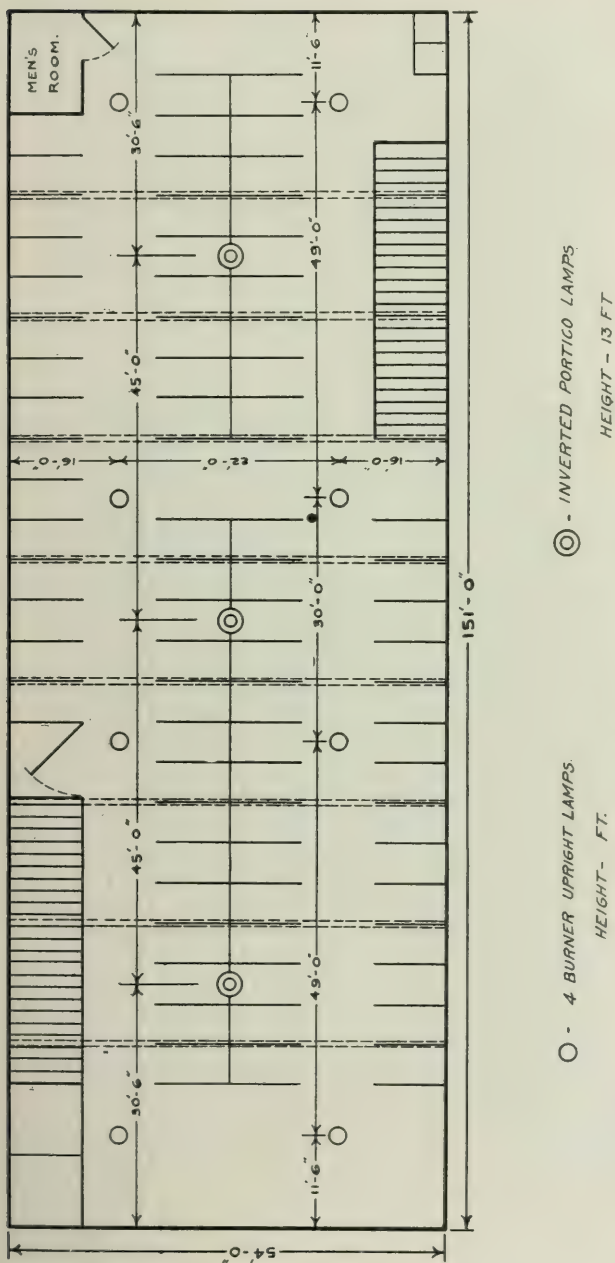 MEN'S
ROOM.
30'-6"
11'-6"
45'-0"
49'-0"
16'-0"
22'-0"
16'-0"
30'-0"
151'-0"
45'-0"
49'-0"
30'-6"
11'-6"
54'-0"
○ - 4 BURNER UPRIGHT LAMPS.
HEIGHT - FT.
◎ - INVERTED PORTICO LAMPS
HEIGHT - 13 FT